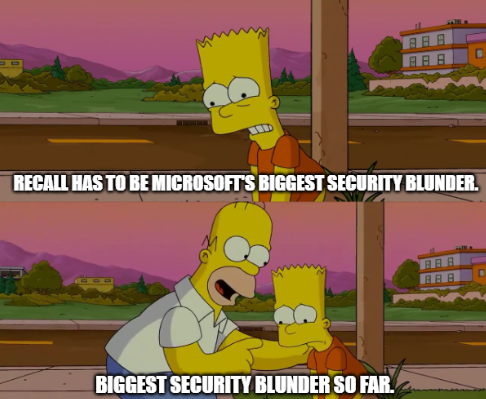 RECALL HAS TO BE MICROSOFT'S BIGGEST SECURITY BLUNDER.
BIGGEST SECURITY BLUNDER SO FAR.